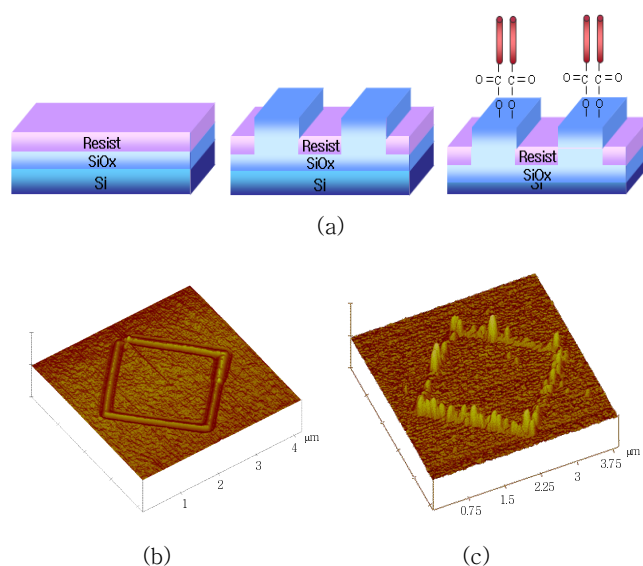 O=C C=O O=C C=O
O O O O
Resist Resist Resist
SiOx SiOx SiOx
Si Si Si
(a)
μm
4
3
2
1
μm
3.75
3
2.25
1.5
0.75
(b) (c)